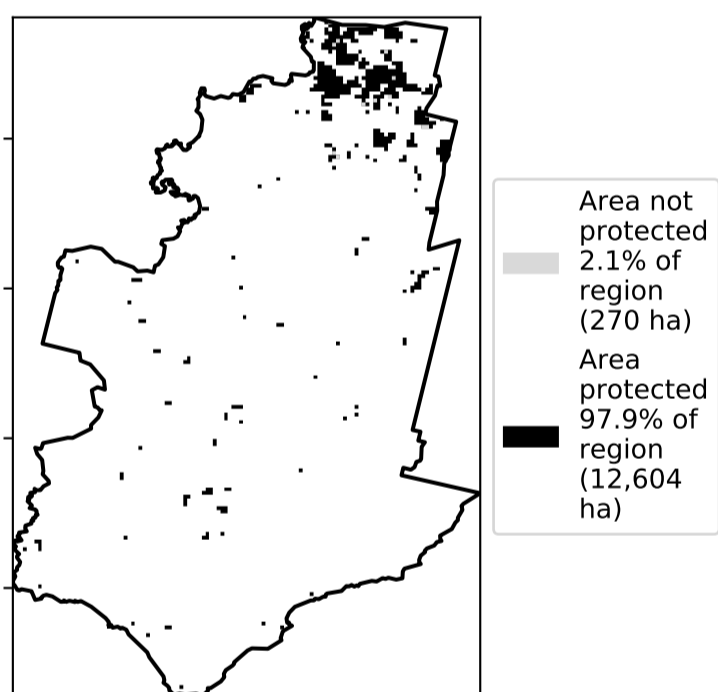 Area not
protected
2.1% of
region
(270 ha)
Area
protected
97.9% of
region
(12,604
ha)